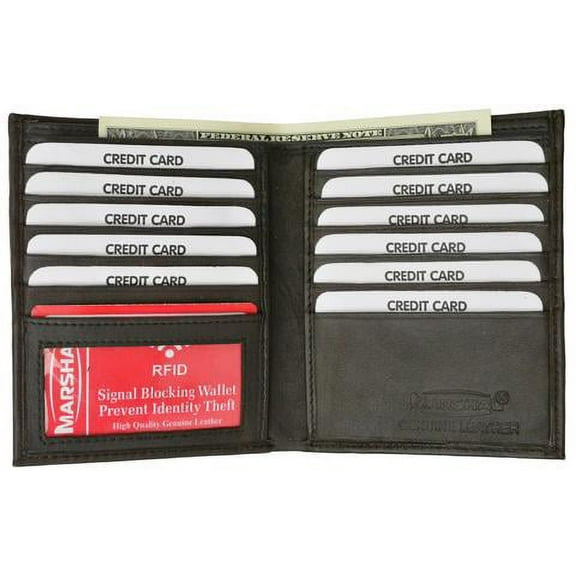 FEDERAL RESERVE NOTE
CREDIT CARD
CREDIT CARD
CREDIT CARD
CREDIT CARD
CREDIT CARD
MARSHAL
RFID
Signal Blocking Wallet
Prevent Identity Theft
High Quality Genuine Leather
CREDIT CARD
CREDIT CARD
CREDIT CARD
CREDIT CARD
CREDIT CARD
CREDIT CARD
MARSHAL®
GENUINE LEATHER